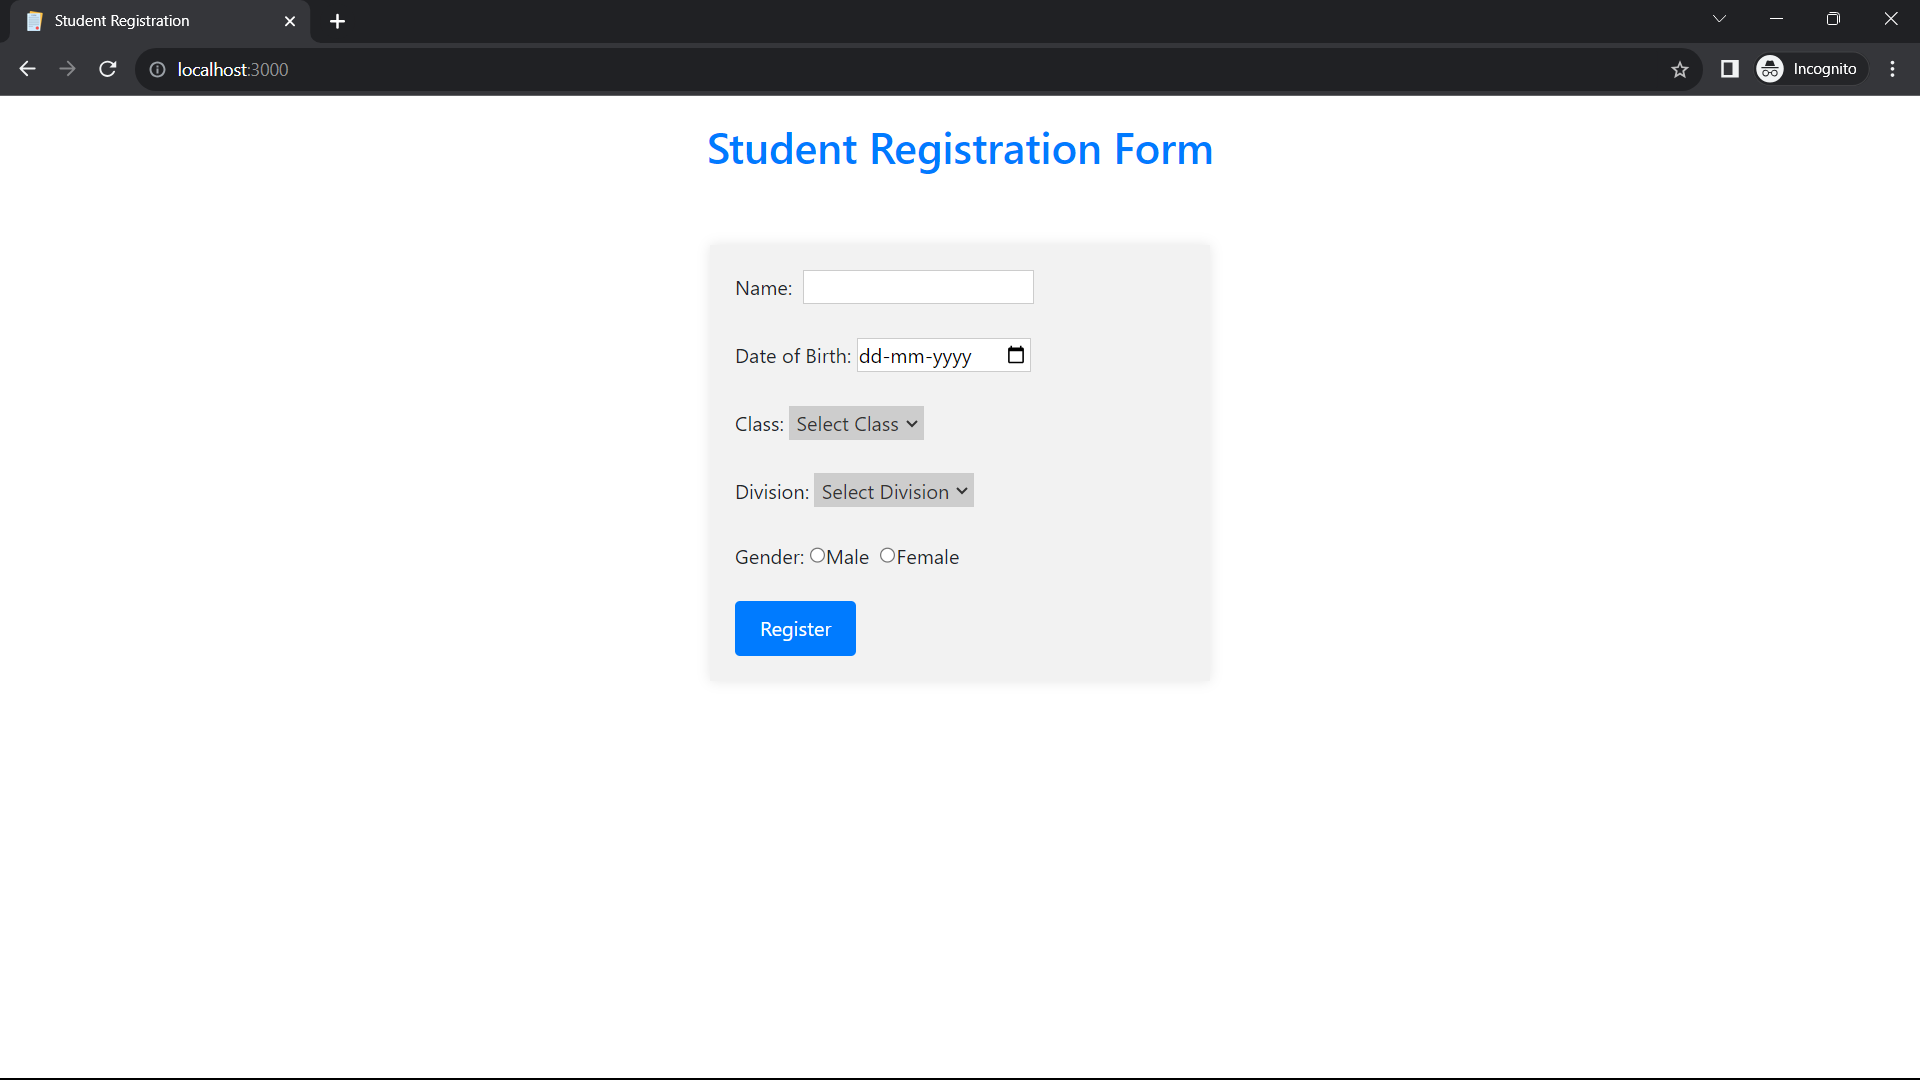 Student Registration
localhost:3000
Incognito
Student Registration Form
Name:
Date of Birth: dd-mm-yyyy
Class: Select Class
Division: Select Division
Gender: Male Female
Register